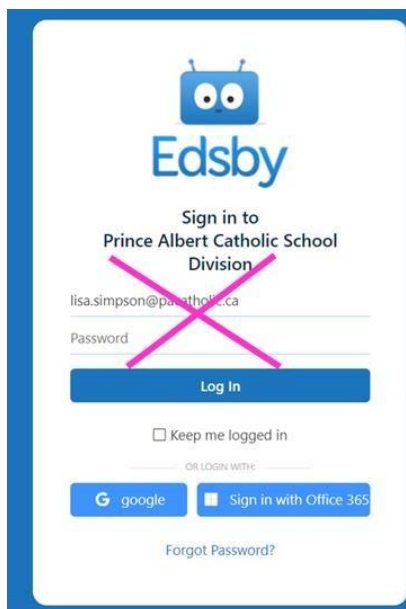 Edsby
Sign in to
Prince Albert Catholic School
Division
lisa.simpson@pacatholic.ca
Password
Log In
Keep me logged in
OR LOGIN WITH:
google Sign in with Office 365
Forgot Password?